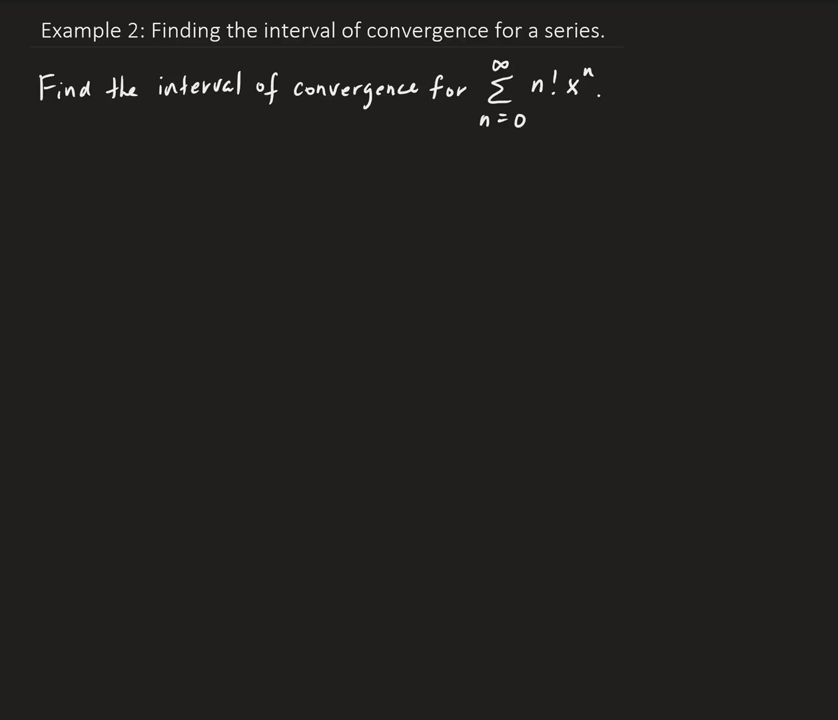 Example 2: Finding the interval of convergence for a series.
Find the interval of convergence for ∞∑n=0 n! xⁿ.